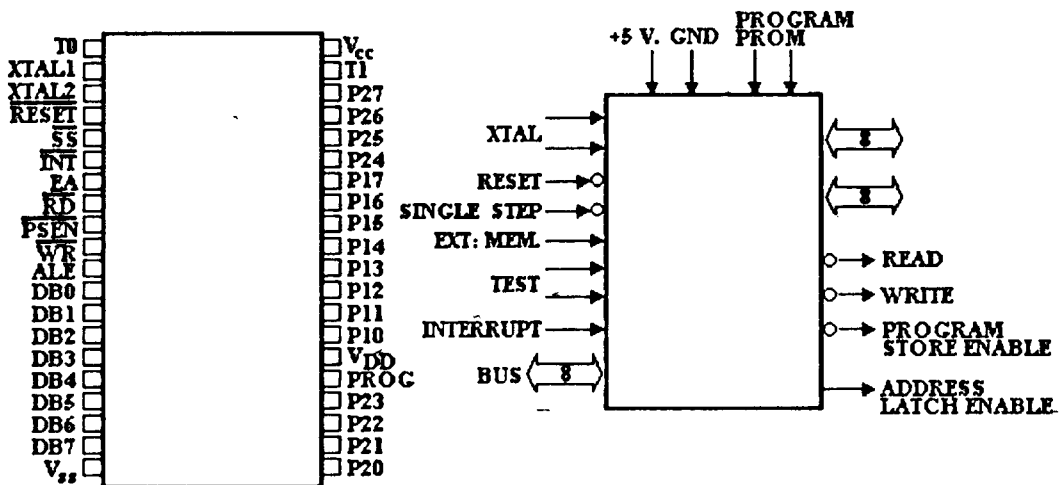 T0
XTAL1
XTAL2
RESET
SS
INT
EA
RD
PSEN
WR
ALE
DB0
DB1
DB2
DB3
DB4
DB5
DB6
DB7
Vss
Vcc
T1
P27
P26
P25
P24
P17
P16
P15
P14
P13
P12
P11
P10
VDD
PROG
P23
P22
P21
P20
+5 V. GND
PROGRAM
PROM
XTAL
RESET
SINGLE STEP
EXT: MEM.
TEST
INTERRUPT
BUS
8
8
8
READ
WRITE
PROGRAM
STORE ENABLE
ADDRESS
LATCH ENABLE